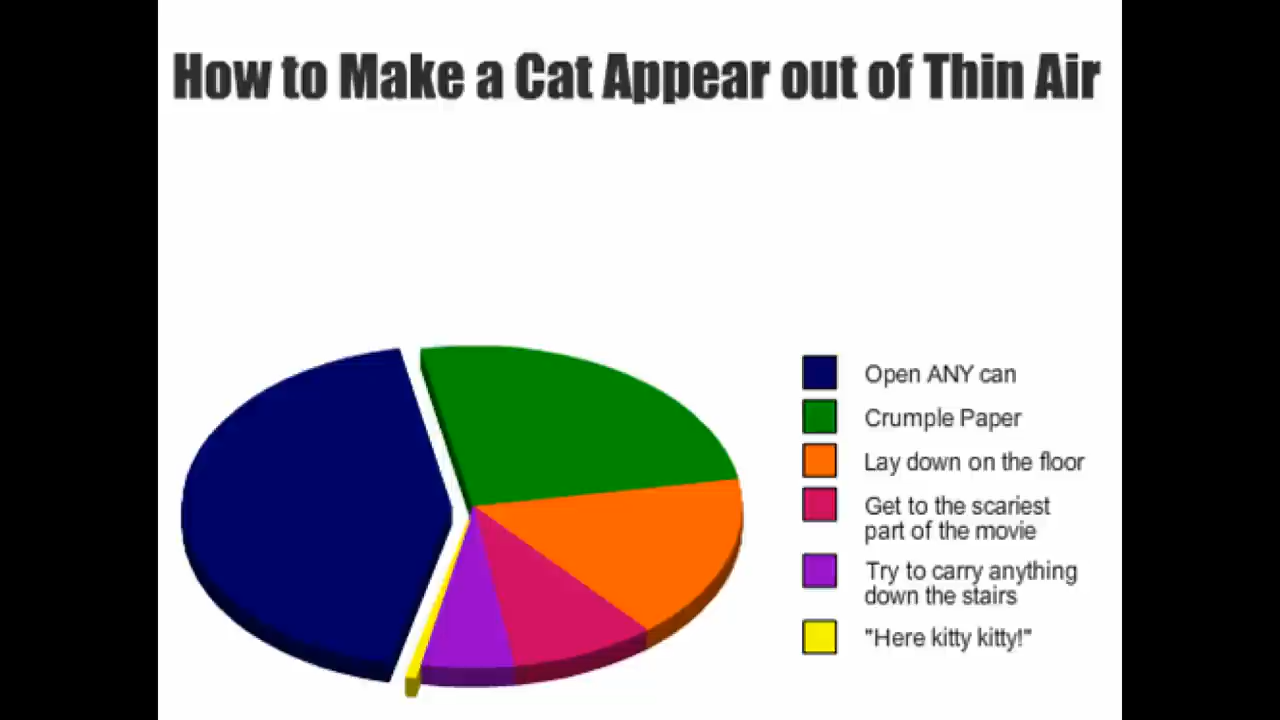 How to Make a Cat Appear out of Thin Air
Open ANY can
Crumple Paper
Lay down on the floor
Get to the scariest
part of the movie
Try to carry anything
down the stairs
"Here kitty kitty!"